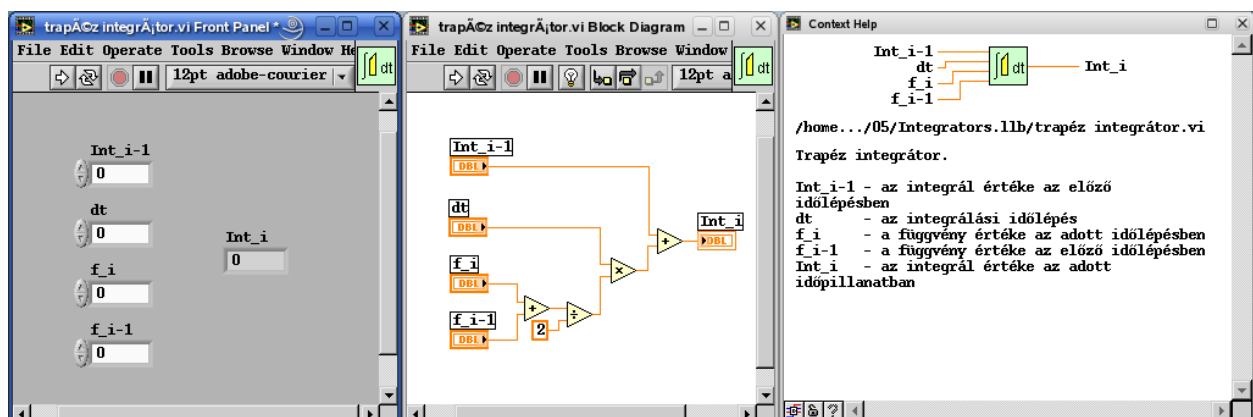 trapÃ©z integrÃ¡tor.vi Front Panel *
File Edit Operate Tools Browse Window He
12pt adobe-courier
dt
Int_i-1
0
dt
0
f_i
0
f_i-1
0
Int_i
0
trapÃ©z integrÃ¡tor.vi Block Diagram
File Edit Operate Tools Browse Window
12pt a
dt
Int_i-1
DBL
dt
DBL
f_i
DBL
f_i-1
DBL
+
2
÷
×
+
Int_i
DBL
Context Help
Int_i-1
dt
f_i
f_i-1
dt
Int_i
/home.../05/Integrators.llb/trapéz integrátor.vi
Trapéz integrátor.
Int_i-1 - az integrál értéke az előző
időlépésben
dt - az integrálási időlépés
f_i - a függvény értéke az adott időlépésben
f_i-1 - a függvény értéke az előző időlépésben
Int_i - az integrál értéke az adott
időpillanatban
?